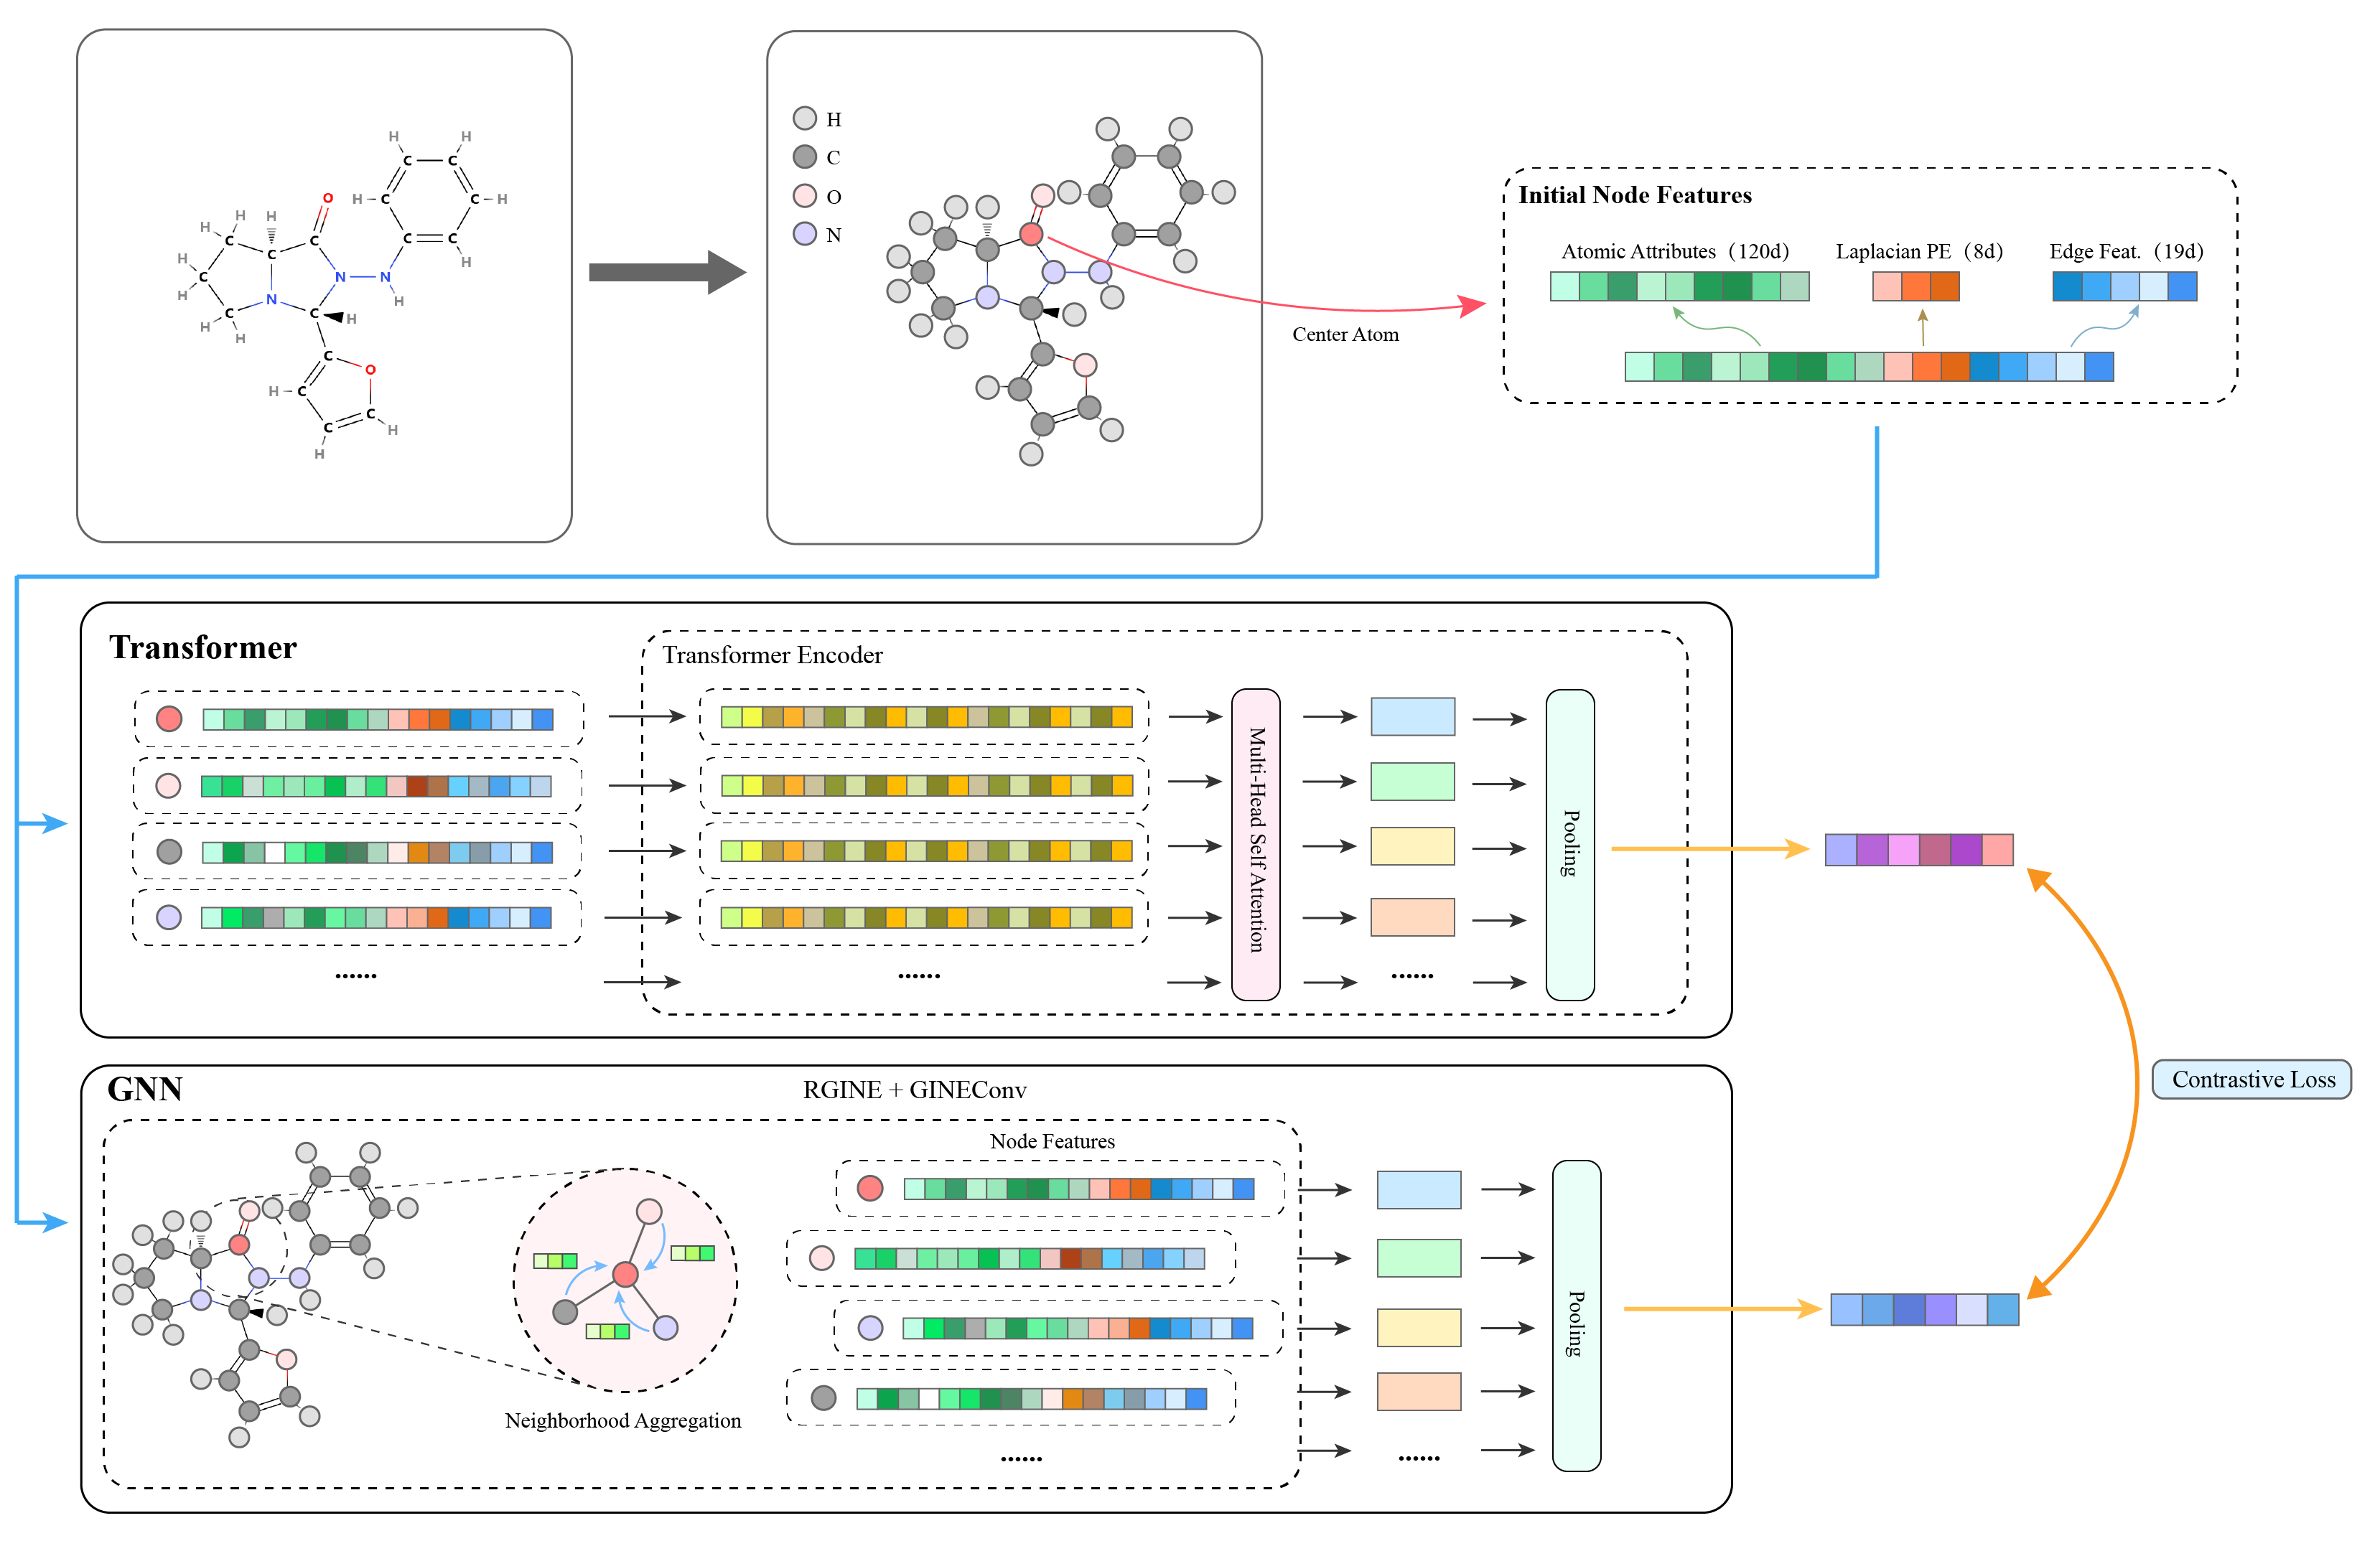 H H
H C C H
O H C C H
H H H C C H
H C C C H
H C N N H
H C N C H
H C H
H C
H C O
H C C H
C H
H
H
C
O
N
Center Atom
Initial Node Features
Atomic Attributes (120d) Laplacian PE (8d) Edge Feat. (19d)
Transformer
Transformer Encoder
......
......
Multi-Head Self Attention
......
Pooling
GNN
RGINE + GINEConv
Node Features
Neighborhood Aggregation
......
......
Pooling
Contrastive Loss